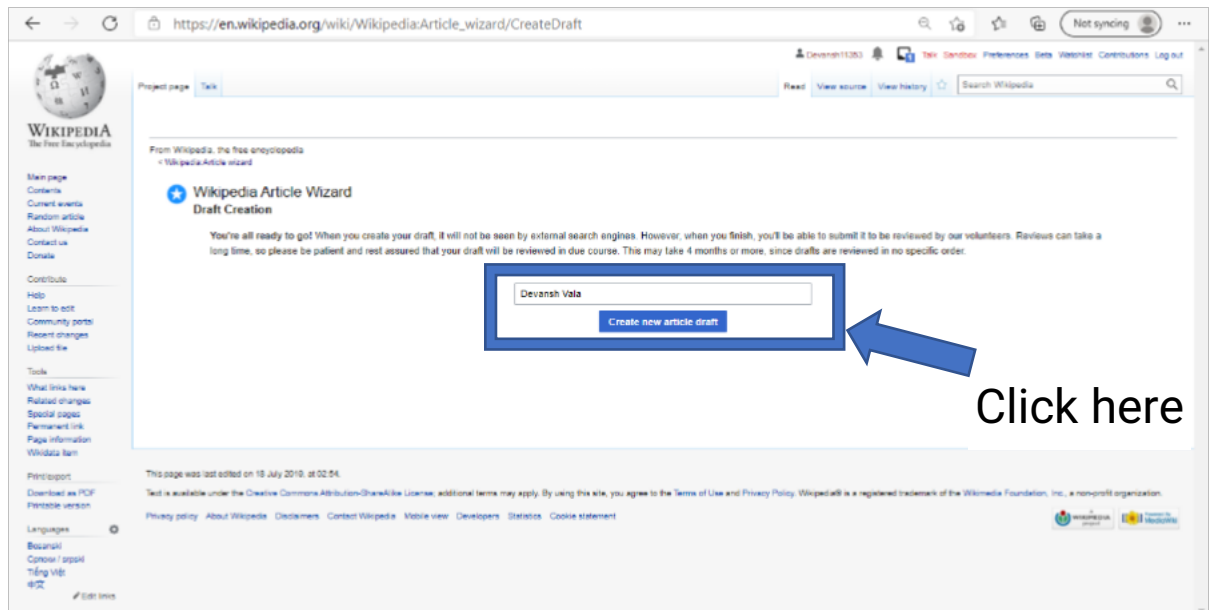 https://en.wikipedia.org/wiki/Wikipedia:Article_wizard/CreateDraft
Not syncing
Devansh11353 Talk Sandbox Preferences Beta Watchlist Contributions Log out
Project page Talk
Read View source View history Search Wikipedia
WIKIPEDIA
The Free Encyclopedia
From Wikipedia, the free encyclopedia
< Wikipedia:Article wizard
Wikipedia Article Wizard
Draft Creation
You're all ready to go! When you create your draft, it will not be seen by external search engines. However, when you finish, you'll be able to submit it to be reviewed by our volunteers. Reviews can take a
long time, so please be patient and rest assured that your draft will be reviewed in due course. This may take 4 months or more, since drafts are reviewed in no specific order.
Devansh Vala
Create new article draft
Click here
Main page
Contents
Current events
Random article
About Wikipedia
Contact us
Donate
Contribute
Help
Learn to edit
Community portal
Recent changes
Upload file
Tools
What links here
Related changes
Special pages
Permanent link
Page information
Wikidata item
Print/export
Download as PDF
Printable version
Languages
Bosanski
Српски / srpski
Tiếng Việt
中文
Edit links
This page was last edited on 18 July 2019, at 02:54.
Text is available under the Creative Commons Attribution-ShareAlike License; additional terms may apply. By using this site, you agree to the Terms of Use and Privacy Policy. Wikipedia® is a registered trademark of the Wikimedia Foundation, Inc., a non-profit organization.
Privacy policy About Wikipedia Disclaimers Contact Wikipedia Mobile view Developers Statistics Cookie statement
WIKIMEDIA
project
Powered by
MediaWiki